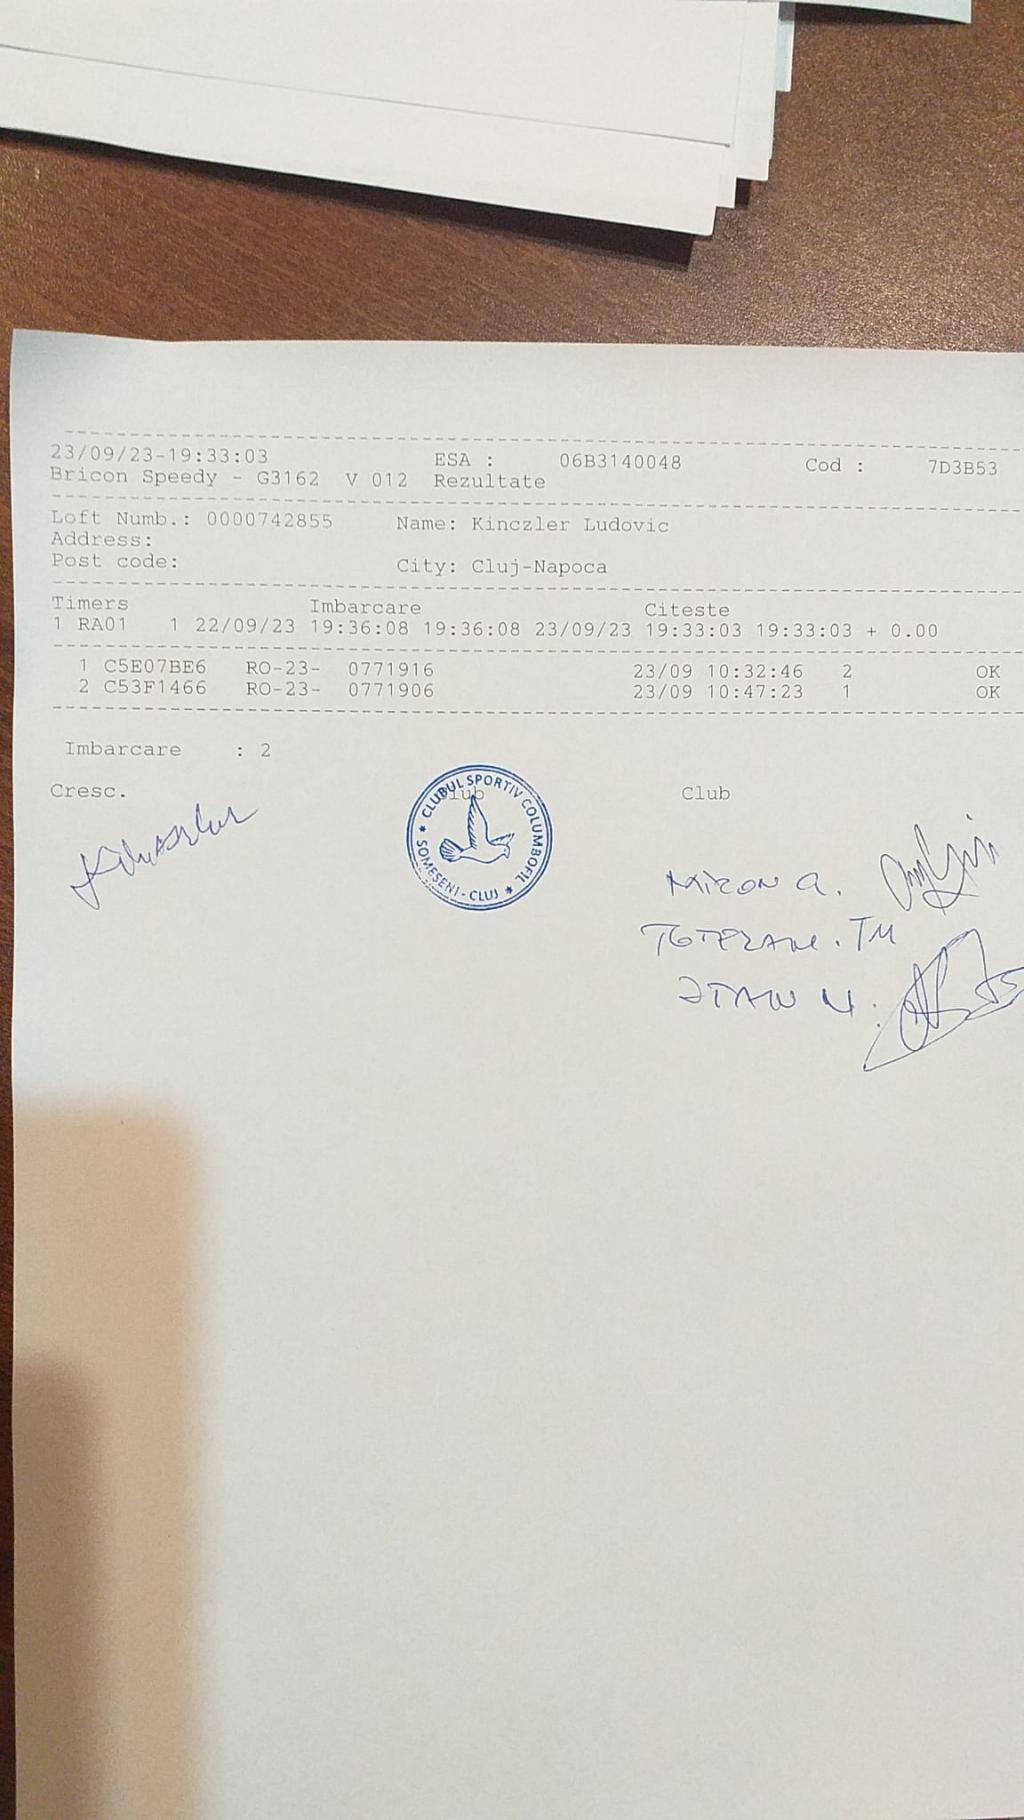 23/09/23-19:33:03 ESA : 06B3140048 Cod : 7D3B53
Bricon Speedy - G3162 V 012 Rezultate
Loft Numb.: 0000742855 Name: Kinczler Ludovic
Address:
Post code: City: Cluj-Napoca
Timers Imbarcare Citeste
1 RA01 1 22/09/23 19:36:08 19:36:08 23/09/23 19:33:03 19:33:03 + 0.00
1 C5E07BE6 RO-23- 0771916 23/09 10:32:46 2 OK
2 C53F1466 RO-23- 0771906 23/09 10:47:23 1 OK
Imbarcare : 2
Cresc. Club Club
* CLUBUL SPORTIV COLUMBOFIL *
SOMESENI - CLUJ
MIRON A.